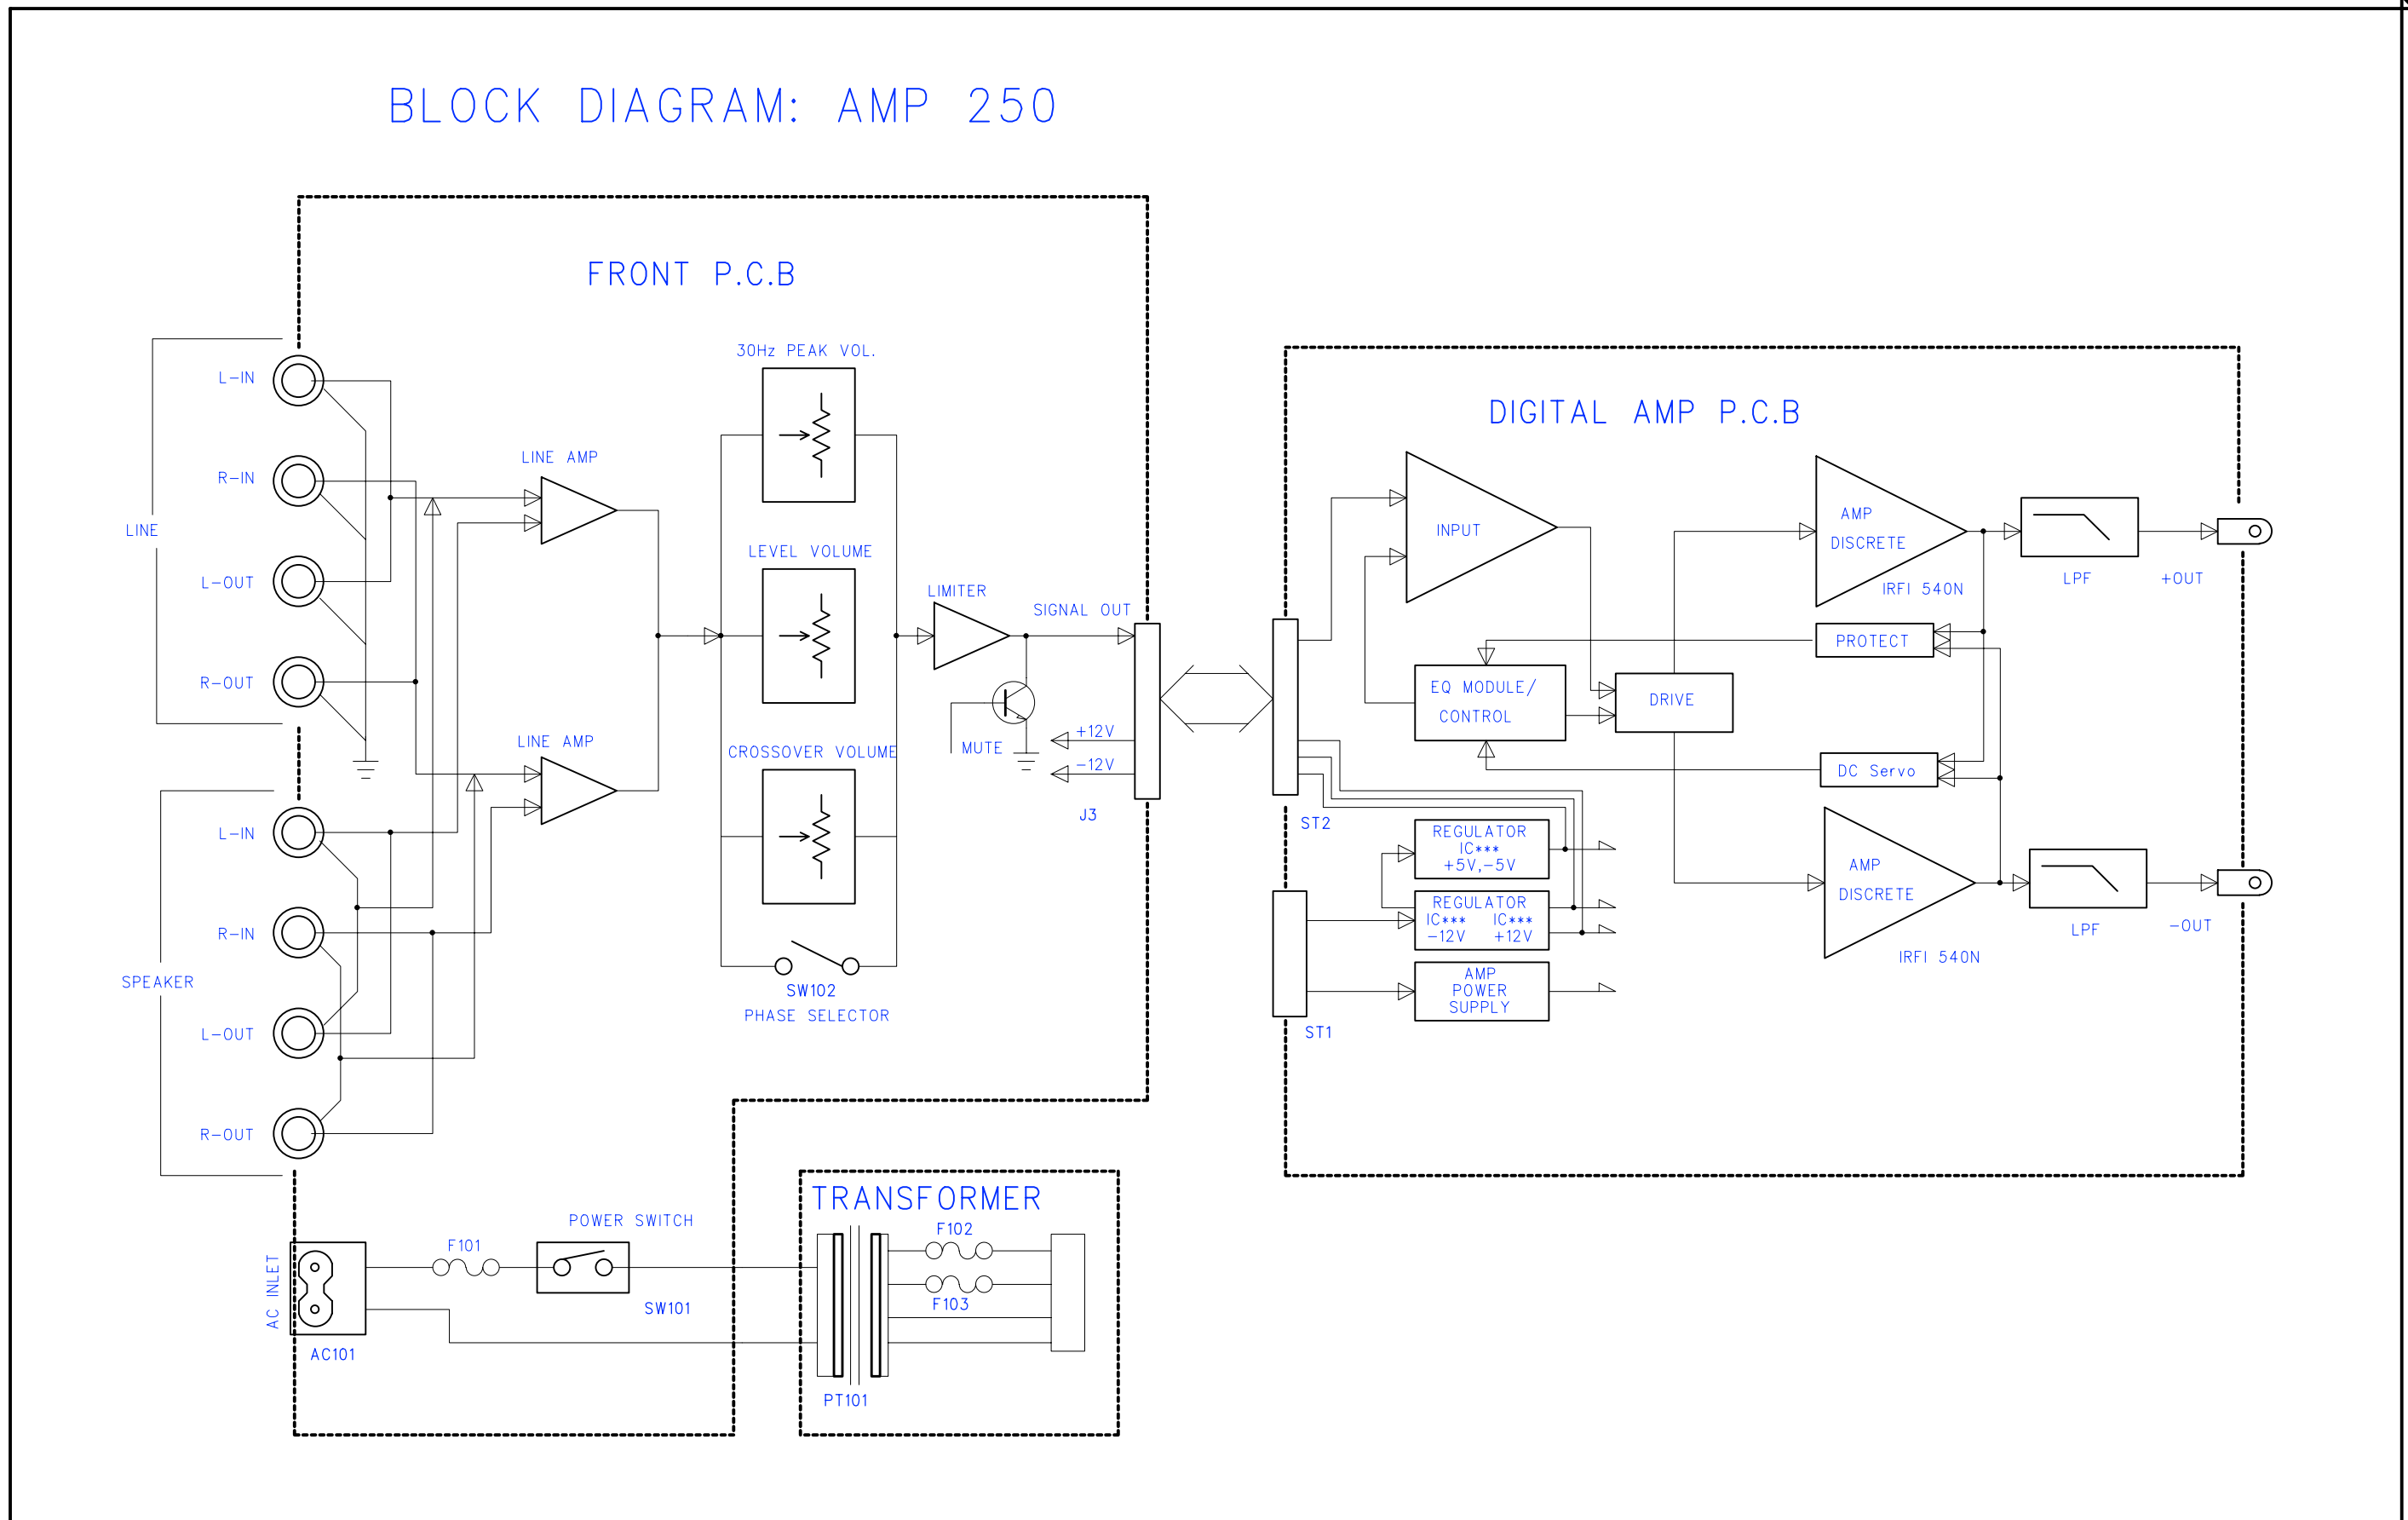 BLOCK DIAGRAM: AMP 250
FRONT P.C.B
30Hz PEAK VOL.
L-IN
R-IN
LINE
L-OUT
R-OUT
LINE AMP
LINE AMP
LEVEL VOLUME
LIMITER
SIGNAL OUT
CROSSOVER VOLUME
MUTE
+12V
-12V
J3
SPEAKER
L-IN
R-IN
L-OUT
R-OUT
SW102
PHASE SELECTOR
DIGITAL AMP P.C.B
INPUT
AMP
DISCRETE
IRFI 540N
LPF
+OUT
PROTECT
EQ MODULE/
CONTROL
DRIVE
DC Servo
ST2
REGULATOR
IC***
+5V,-5V
REGULATOR
IC*** IC***
-12V +12V
AMP
POWER
SUPPLY
ST1
AMP
DISCRETE
IRFI 540N
LPF
-OUT
POWER SWITCH
F101
AC INLET
SW101
AC101
TRANSFORMER
F102
F103
PT101